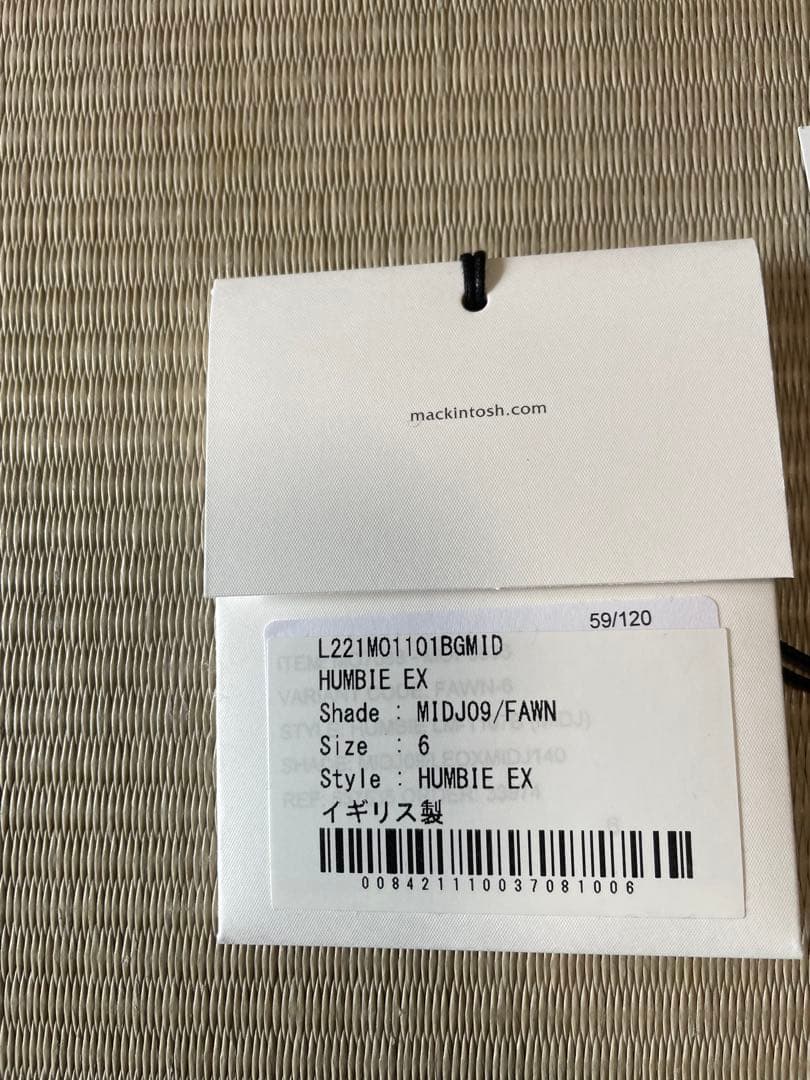 mackintosh.com
59/120
L221M01101BGMID
HUMBIE EX
Shade : MIDJ09/FAWN
Size : 6
Style : HUMBIE EX
イギリス製
008421110037081006